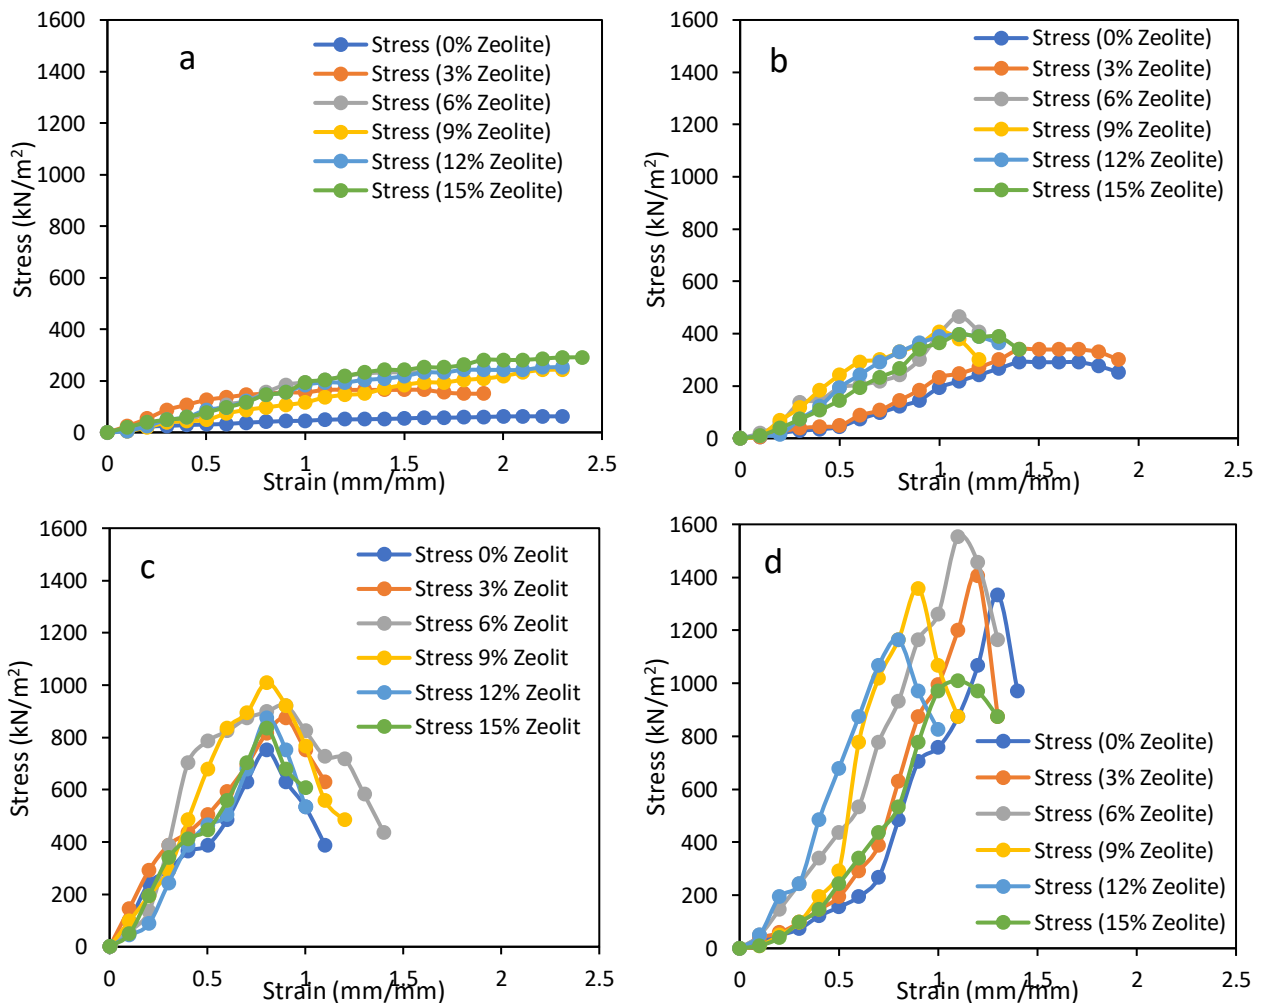 a
1600
1400
1200
1000
800
600
400
200
0
Stress (kN/m²)
Stress (0% Zeolite)
Stress (3% Zeolite)
Stress (6% Zeolite)
Stress (9% Zeolite)
Stress (12% Zeolite)
Stress (15% Zeolite)
0 0.5 1 1.5 2 2.5
Strain (mm/mm)
b
1600
1400
1200
1000
800
600
400
200
0
Stress (kN/m²)
Stress (0% Zeolite)
Stress (3% Zeolite)
Stress (6% Zeolite)
Stress (9% Zeolite)
Stress (12% Zeolite)
Stress (15% Zeolite)
0 0.5 1 1.5 2 2.5
Strain (mm/mm)
c
1600
1400
1200
1000
800
600
400
200
0
Stress (kN/m²)
Stress 0% Zeolit
Stress 3% Zeolit
Stress 6% Zeolit
Stress 9% Zeolit
Stress 12% Zeolit
Stress 15% Zeolit
0 0.5 1 1.5 2 2.5
Strain (mm/mm)
d
1600
1400
1200
1000
800
600
400
200
0
Stress (kN/m²)
Stress (0% Zeolite)
Stress (3% Zeolite)
Stress (6% Zeolite)
Stress (9% Zeolite)
Stress (12% Zeolite)
Stress (15% Zeolite)
0 0.5 1 1.5 2 2.5
Strain (mm/mm)